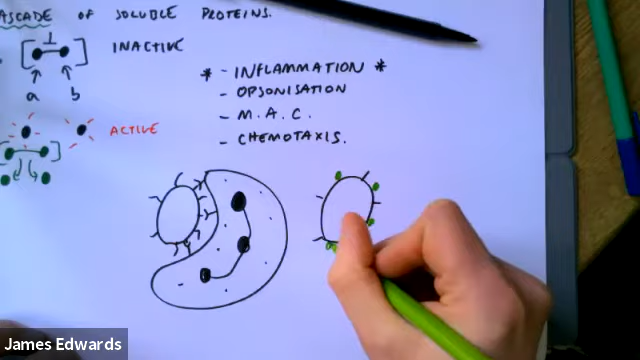 ASCADE OF SOLUBLE PROTEINS.
INACTIVE
a b
ACTIVE
* - INFLAMMATION *
- OPSONISATION
- M.A.C.
- CHEMOTAXIS.
James Edwards